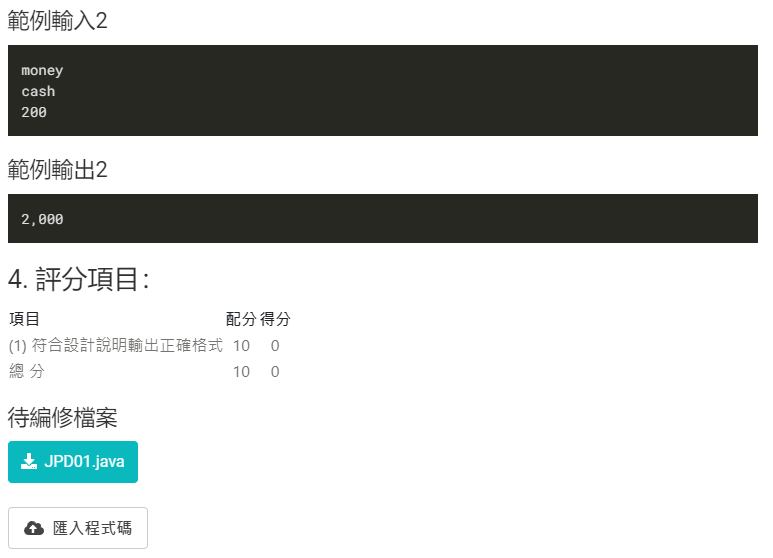 範例輸入2
money
cash
200
範例輸出2
2,000
4. 評分項目：
項目 配分 得分
(1) 符合設計說明輸出正確格式 10 0
總 分 10 0
待編修檔案
JPD01.java
匯入程式碼